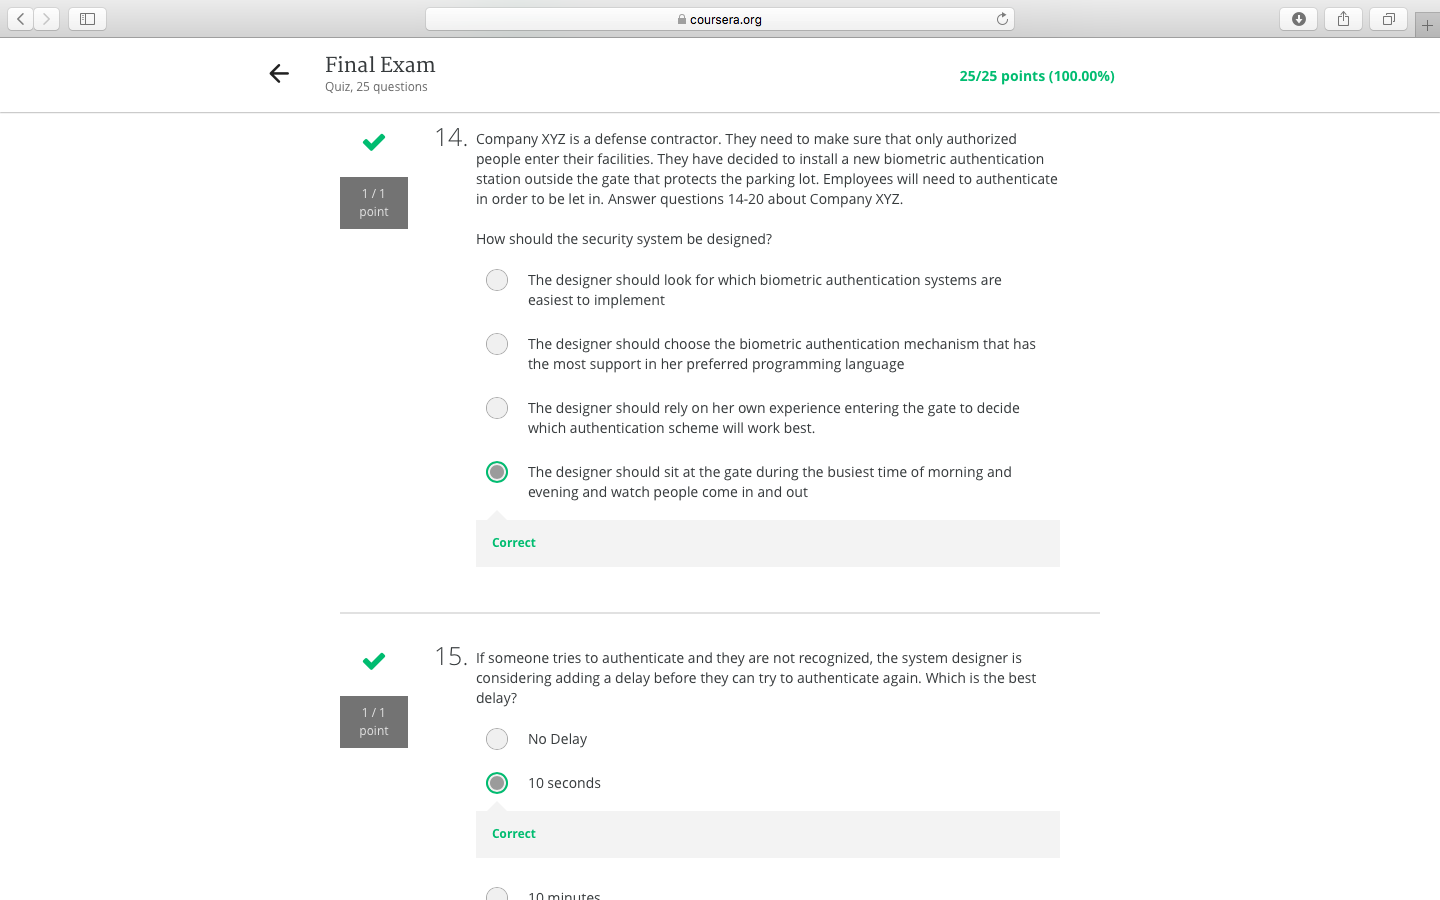 coursera.org
Final Exam
Quiz, 25 questions
25/25 points (100.00%)
14.
Company XYZ is a defense contractor. They need to make sure that only authorized
people enter their facilities. They have decided to install a new biometric authentication
station outside the gate that protects the parking lot. Employees will need to authenticate
in order to be let in. Answer questions 14-20 about Company XYZ.
1 / 1
point
How should the security system be designed?
The designer should look for which biometric authentication systems are
easiest to implement
The designer should choose the biometric authentication mechanism that has
the most support in her preferred programming language
The designer should rely on her own experience entering the gate to decide
which authentication scheme will work best.
The designer should sit at the gate during the busiest time of morning and
evening and watch people come in and out
Correct
15.
If someone tries to authenticate and they are not recognized, the system designer is
considering adding a delay before they can try to authenticate again. Which is the best
delay?
1 / 1
point
No Delay
10 seconds
Correct
10 minutes